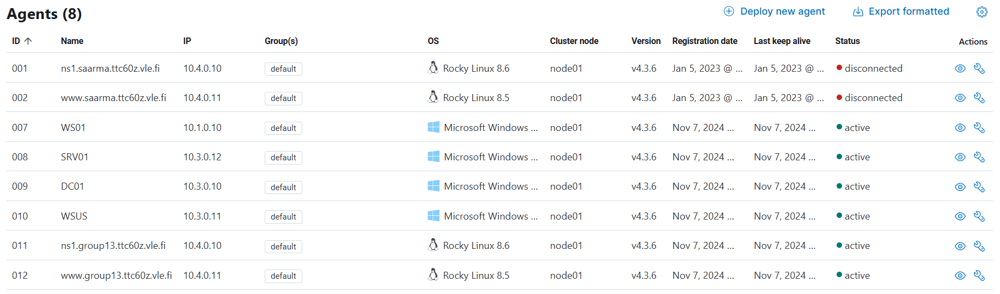 Agents (8) Deploy new agent Export formatted
ID Name IP Group(s) OS Cluster node Version Registration date Last keep alive Status Actions
001 ns1.saarma.ttc60z.vle.fi 10.4.0.10 default Rocky Linux 8.6 node01 v4.3.6 Jan 5, 2023 @ ... Jan 5, 2023 @ ... disconnected
002 www.saarma.ttc60z.vle.fi 10.4.0.11 default Rocky Linux 8.5 node01 v4.3.6 Jan 5, 2023 @ ... Jan 5, 2023 @ ... disconnected
007 WS01 10.1.0.10 default Microsoft Windows ... node01 v4.3.6 Nov 7, 2024 ... Nov 7, 2024 ... active
008 SRV01 10.3.0.12 default Microsoft Windows ... node01 v4.3.6 Nov 7, 2024 ... Nov 7, 2024 ... active
009 DC01 10.3.0.10 default Microsoft Windows ... node01 v4.3.6 Nov 7, 2024 ... Nov 7, 2024 ... active
010 WSUS 10.3.0.11 default Microsoft Windows ... node01 v4.3.6 Nov 7, 2024 ... Nov 7, 2024 ... active
011 ns1.group13.ttc60z.vle.fi 10.4.0.10 default Rocky Linux 8.6 node01 v4.3.6 Nov 7, 2024 ... Nov 7, 2024 ... active
012 www.group13.ttc60z.vle.fi 10.4.0.11 default Rocky Linux 8.5 node01 v4.3.6 Nov 7, 2024 ... Nov 7, 2024 ... active